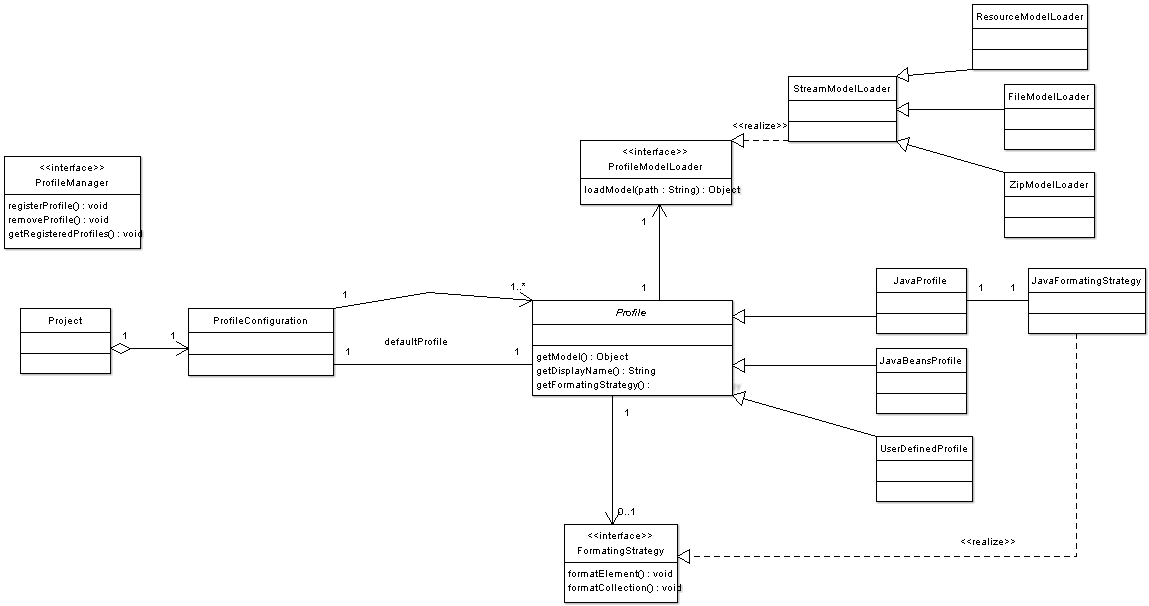 ResourceModelLoader
StreamModelLoader
FileModelLoader
<<realize>>
<<interface>>
ProfileModelLoader
loadModel(path : String) : Object
ZipModelLoader
<<interface>>
ProfileManager
registerProfile() : void
removeProfile() : void
getRegisteredProfiles() : void
1
1
JavaProfile
1
1
JavaFormatingStrategy
Project
1
1
ProfileConfiguration
1
1..*
1
defaultProfile
1
Profile
getModel() : Object
getDisplayName() : String
getFormatingStrategy() :
JavaBeansProfile
UserDefinedProfile
1
0..1
<<interface>>
FormatingStrategy
formatElement() : void
formatCollection() : void
<<realize>>